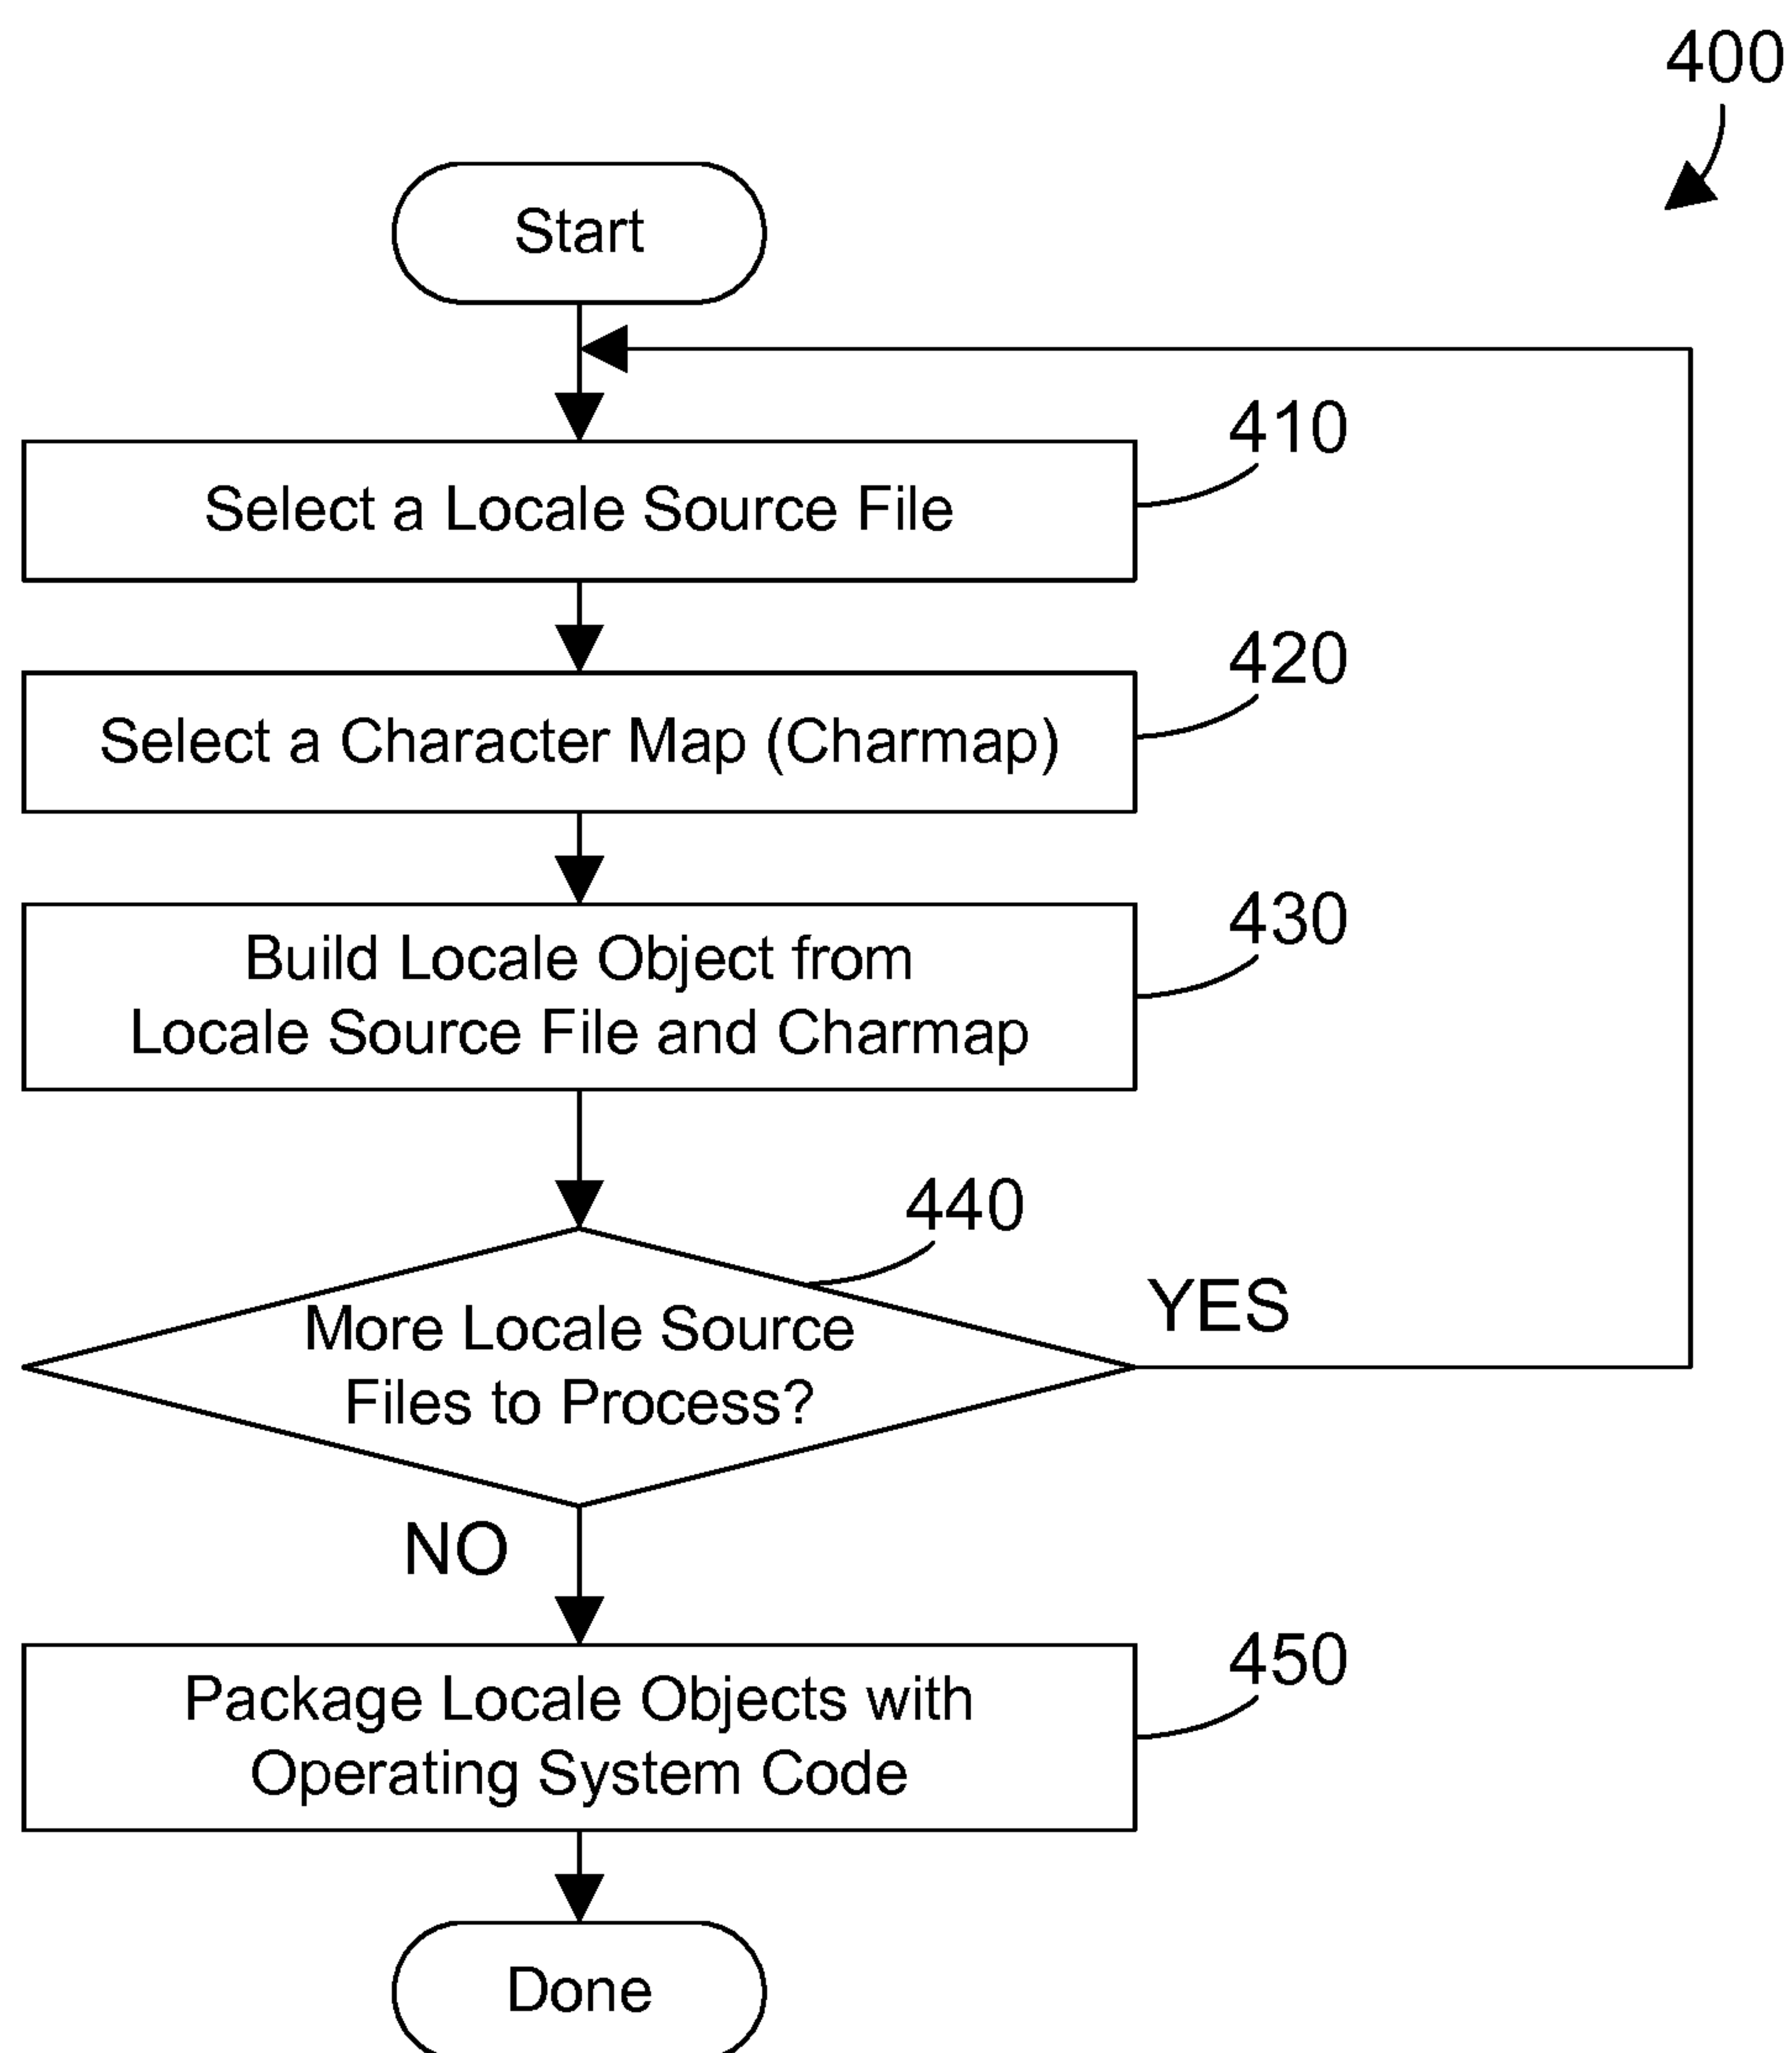 400
Start
410
Select a Locale Source File
420
Select a Character Map (Charmap)
430
Build Locale Object from
Locale Source File and Charmap
440
More Locale Source
Files to Process?
YES
NO
450
Package Locale Objects with
Operating System Code
Done